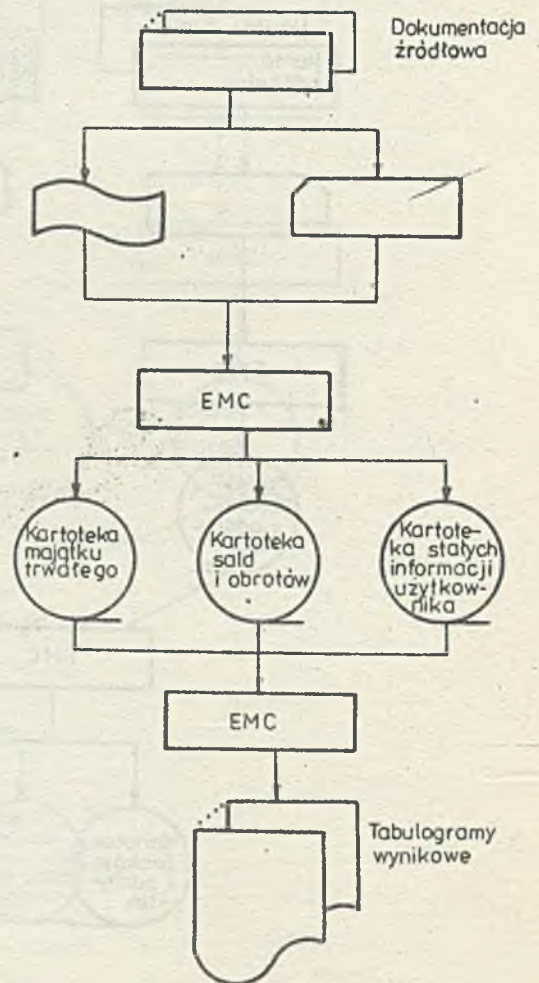 Dokumentacja
źródłowa
EMC
Kartoteka
majątku
trwałego
Kartoteka
sald
i obrotów
Kartote-
ka stałych
informacji
użytkow-
nika
EMC
Tabulogramy
wynikowe